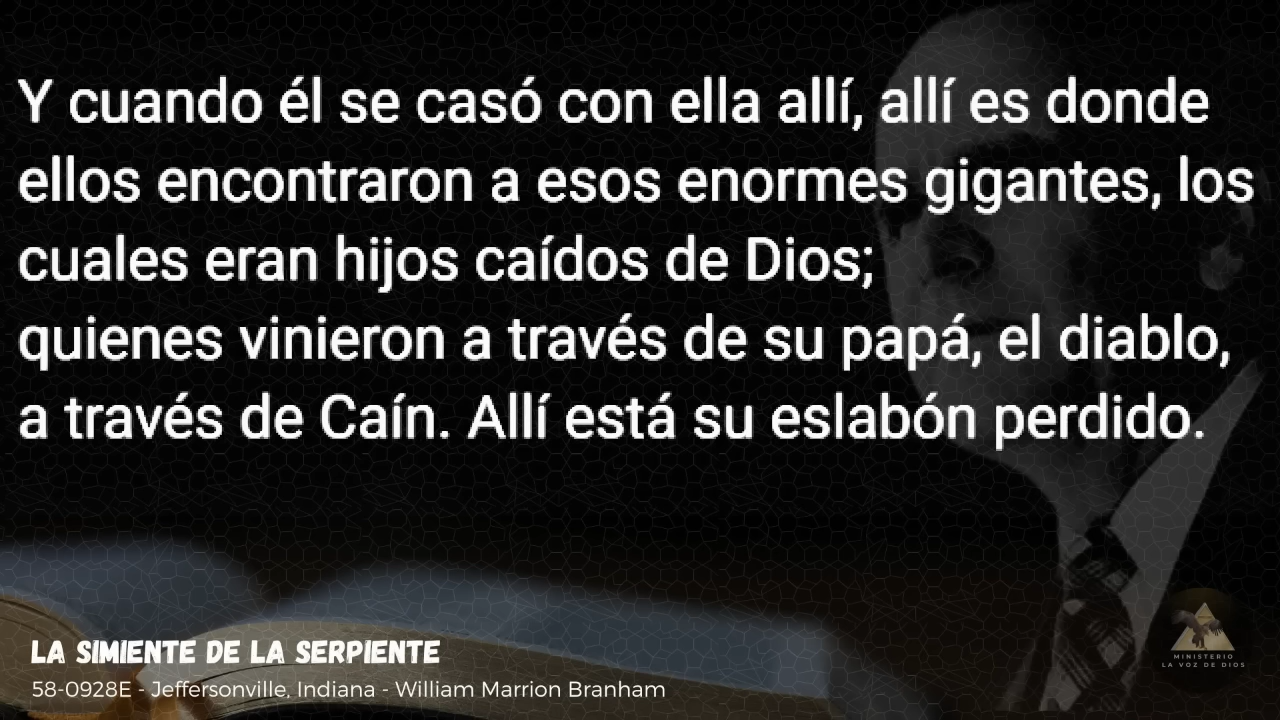 Y cuando él se casó con ella allí, allí es donde
ellos encontraron a esos enormes gigantes, los
cuales eran hijos caídos de Dios;
quienes vinieron a través de su papá, el diablo,
a través de Caín. Allí está su eslabón perdido.
LA SIMIENTE DE LA SERPIENTE
58-0928E - Jeffersonville, Indiana - William Marrion Branham
MINISTERIO
LA VOZ DE DIOS